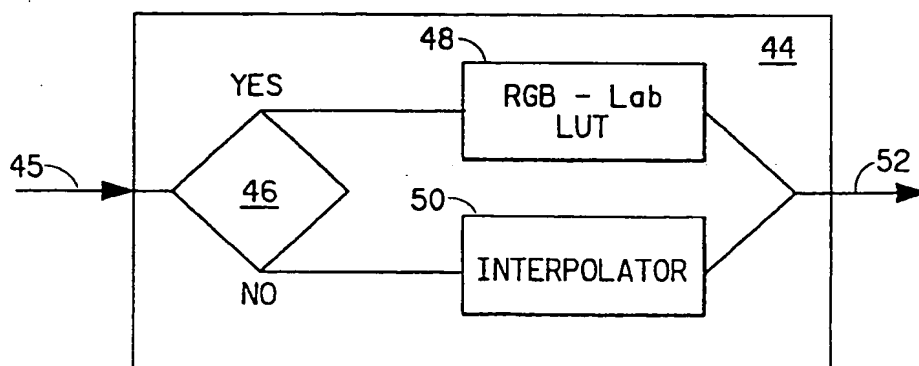 48
44
YES
RGB - Lab
LUT
45
46
52
50
INTERPOLATOR
NO